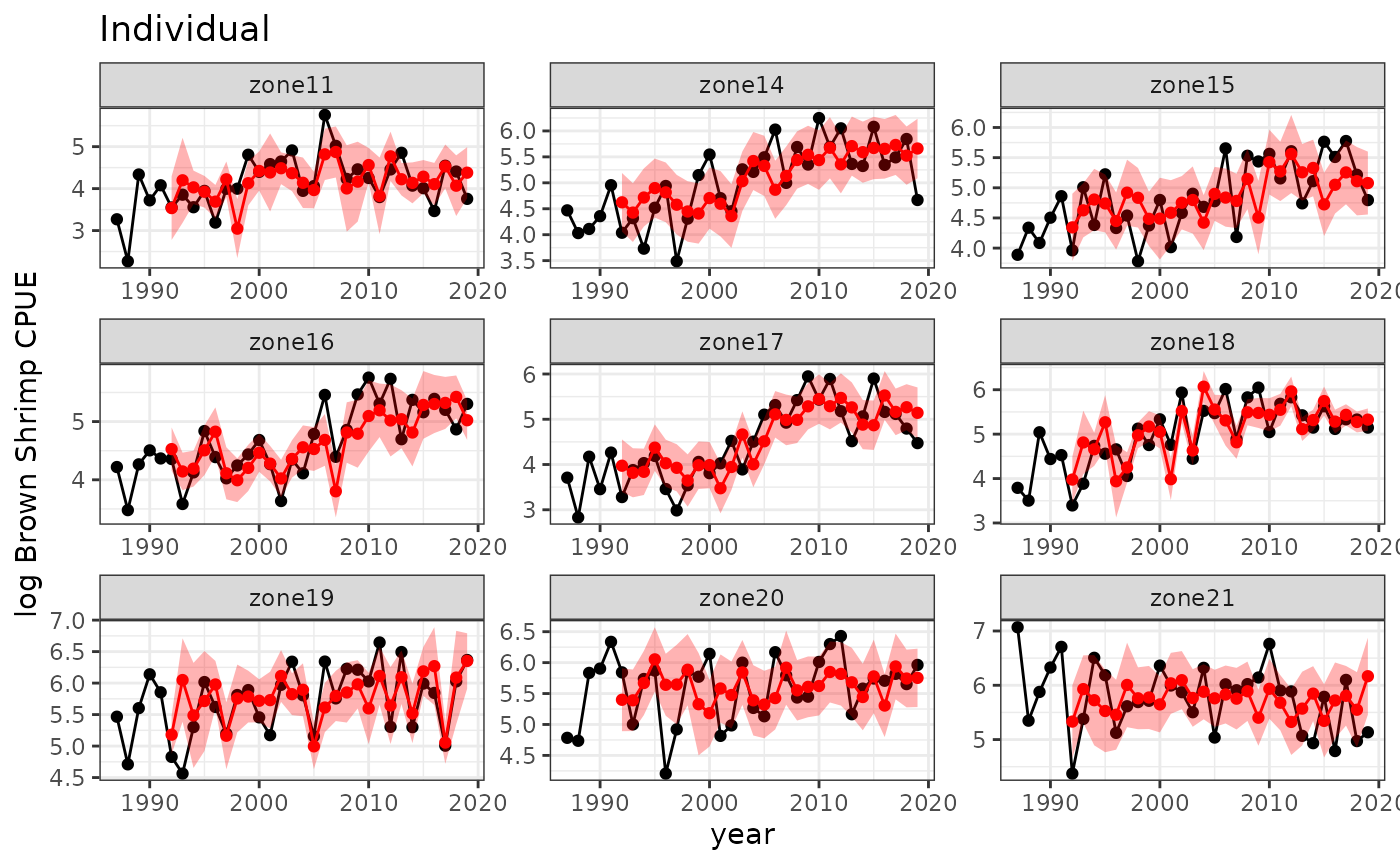 Individual
zone11 zone14 zone15
5 4 3
6.0 5.5 5.0 4.5 4.0 3.5
6.0 5.5 5.0 4.5 4.0
1990 2000 2010 2020 1990 2000 2010 2020 1990 2000 2010 2020
zone16 zone17 zone18
5 4
6 5 4 3
6 5 4 3
1990 2000 2010 2020 1990 2000 2010 2020 1990 2000 2010 2020
zone19 zone20 zone21
7.0 6.5 6.0 5.5 5.0 4.5
6.5 6.0 5.5 5.0 4.5
7 6 5
1990 2000 2010 2020 1990 2000 2010 2020 1990 2000 2010 2020
year
log Brown Shrimp CPUE